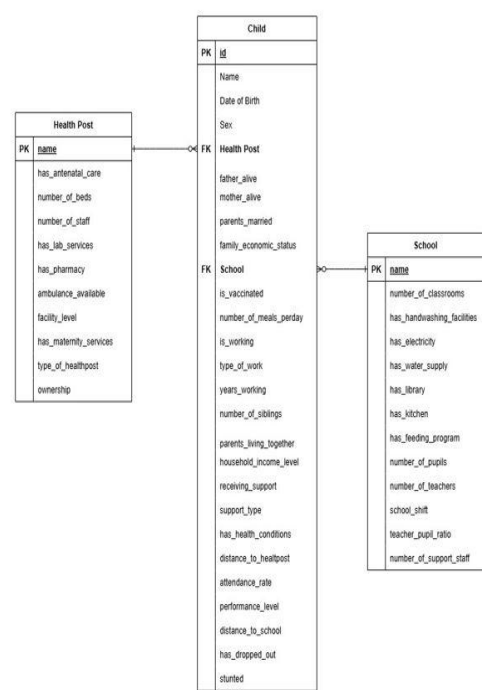 Health Post
PK name
has_antenatal_care
number_of_beds
number_of_staff
has_lab_services
has_pharmacy
ambulance_available
facility_level
has_maternity_services
type_of_healthpost
ownership
Child
PK id
Name
Date of Birth
Sex
FK Health Post
father_alive
mother_alive
parents_married
family_economic_status
FK School
is_vaccinated
number_of_meals_perday
is_working
type_of_work
years_working
number_of_siblings
parents_living_together
household_income_level
receiving_support
support_type
has_health_conditions
distance_to_healtpost
attendance_rate
performance_level
distance_to_school
has_dropped_out
stunted
School
PK name
number_of_classrooms
has_handwashing_facilities
has_electricity
has_water_supply
has_library
has_kitchen
has_feeding_program
number_of_pupils
number_of_teachers
school_shift
teacher_pupil_ratio
number_of_support_staff